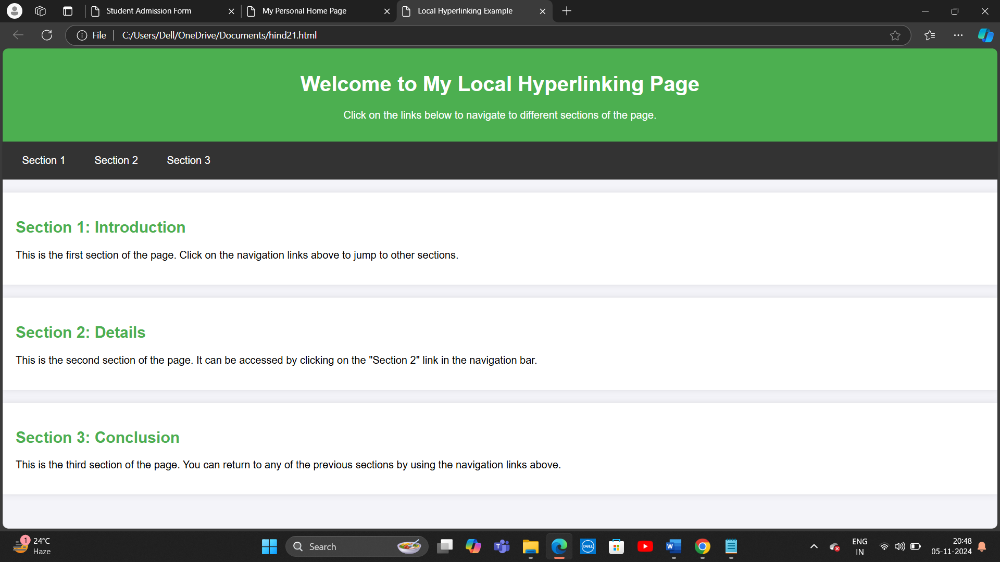 Student Admission Form
My Personal Home Page
Local Hyperlinking Example
File
C:/Users/Dell/OneDrive/Documents/hind21.html
Welcome to My Local Hyperlinking Page
Click on the links below to navigate to different sections of the page.
Section 1
Section 2
Section 3
Section 1: Introduction
This is the first section of the page. Click on the navigation links above to jump to other sections.
Section 2: Details
This is the second section of the page. It can be accessed by clicking on the "Section 2" link in the navigation bar.
Section 3: Conclusion
This is the third section of the page. You can return to any of the previous sections by using the navigation links above.
1
24°C
Haze
Search
T
DELL
W
ENG
IN
20:48
05-11-2024